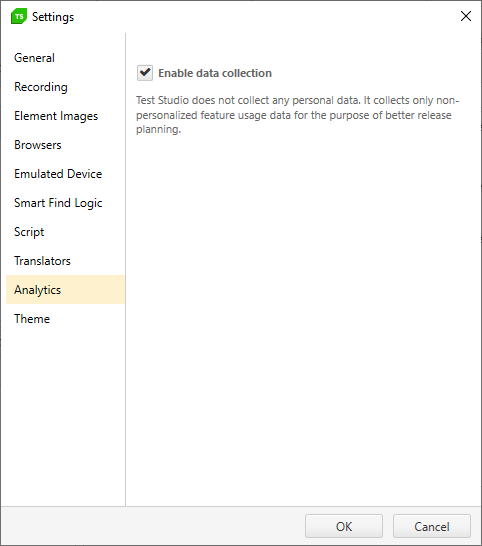 TS Settings
General
Recording
Element Images
Browsers
Emulated Device
Smart Find Logic
Script
Translators
Analytics
Theme
Enable data collection
Test Studio does not collect any personal data. It collects only non-
personalized feature usage data for the purpose of better release
planning.
OK
Cancel